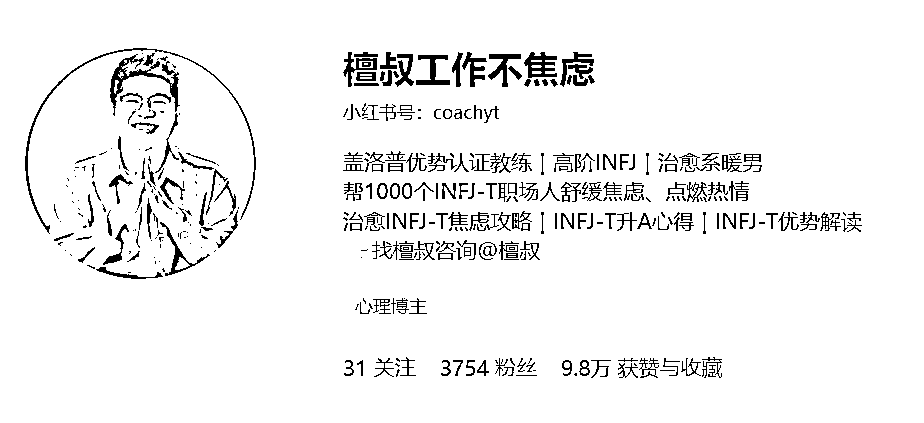 檀叔工作不焦虑
小红书号：coachyt
盖洛普优势认证教练 | 高阶INFJ | 治愈系暖男
帮1000个INFJ-T职场人舒缓焦虑、点燃热情
治愈INFJ-T焦虑攻略 | INFJ-T升A心得 | INFJ-T优势解读
找檀叔咨询@檀叔
心理博主
31 关注 3754 粉丝 9.8万 获赞与收藏